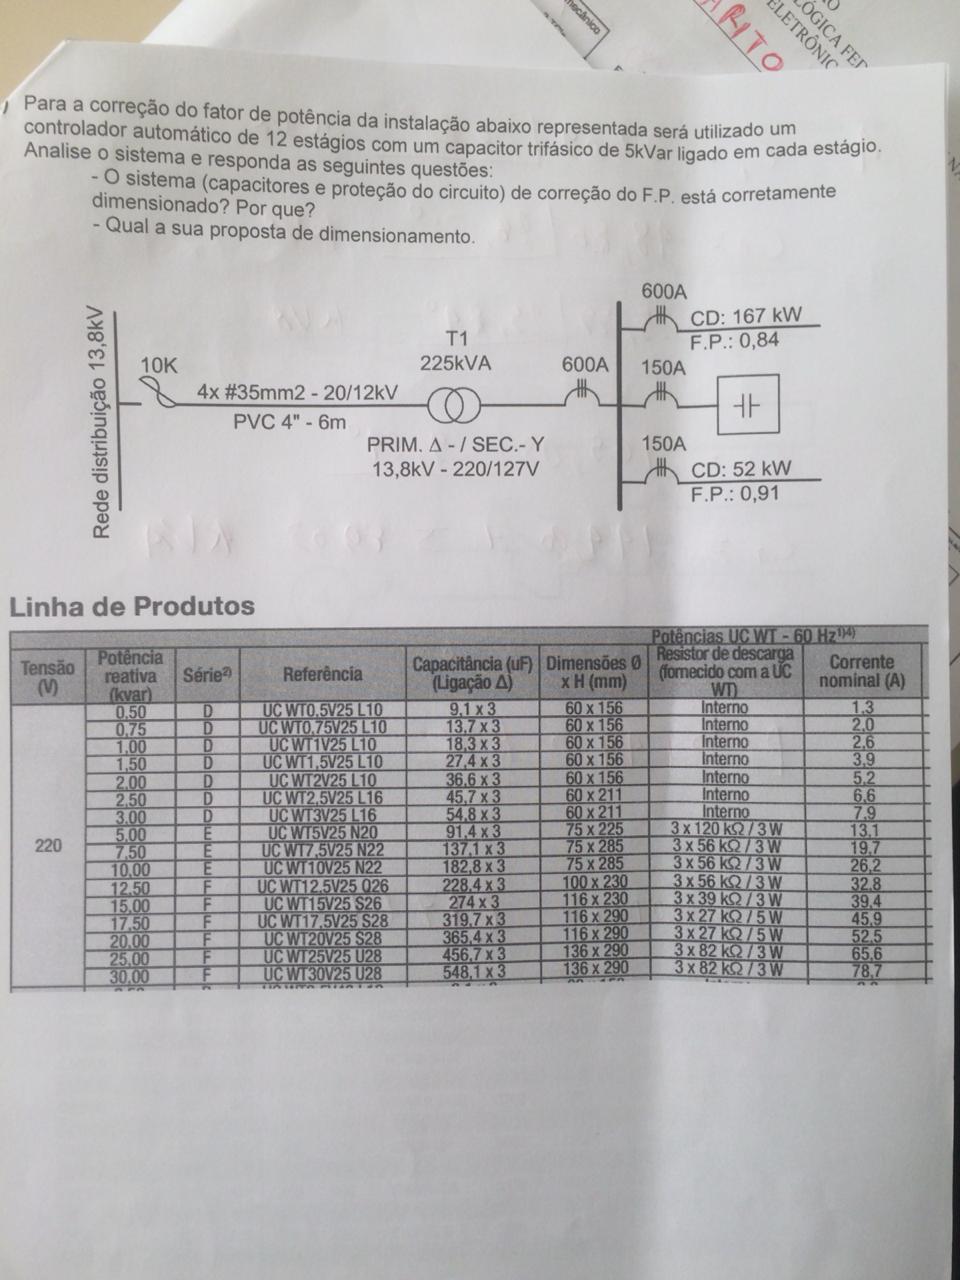 mecânico
ARITO
LÓGICA FED
ELETRÔNIC
) Para a correção do fator de potência da instalação abaixo representada será utilizado um
controlador automático de 12 estágios com um capacitor trifásico de 5kVar ligado em cada estágio.
Analise o sistema e responda as seguintes questões:
- O sistema (capacitores e proteção do circuito) de correção do F.P. está corretamente
dimensionado? Por que?
- Qual a sua proposta de dimensionamento.
Rede distribuição 13,8kV
10K
4x #35mm2 - 20/12kV
PVC 4" - 6m
T1
225kVA
PRIM. Δ - / SEC.- Y
13,8kV - 220/127V
600A
600A
CD: 167 kW
F.P.: 0,84
150A
150A
CD: 52 kW
F.P.: 0,91
Linha de Produtos
Potências UC WT - 60 Hz¹⁾⁴⁾
Tensão (V) Potência reativa (kvar) Série²⁾ Referência Capacitância (uF) (Ligação Δ) Dimensões Ø x H (mm) Resistor de descarga (fornecido com a UC WT) Corrente nominal (A)
220
0,50 D UC WT0,5V25 L10 9,1 x 3 60 x 156 Interno 1,3
0,75 D UC WT0,75V25 L10 13,7 x 3 60 x 156 Interno 2,0
1,00 D UC WT1V25 L10 18,3 x 3 60 x 156 Interno 2,6
1,50 D UC WT1,5V25 L10 27,4 x 3 60 x 156 Interno 3,9
2,00 D UC WT2V25 L10 36,6 x 3 60 x 156 Interno 5,2
2,50 D UC WT2,5V25 L16 45,7 x 3 60 x 211 Interno 6,6
3,00 D UC WT3V25 L16 54,8 x 3 60 x 211 Interno 7,9
5,00 E UC WT5V25 N20 91,4 x 3 75 x 225 3 x 120 kΩ / 3 W 13,1
7,50 E UC WT7,5V25 N22 137,1 x 3 75 x 285 3 x 56 kΩ / 3 W 19,7
10,00 E UC WT10V25 N22 182,8 x 3 75 x 285 3 x 56 kΩ / 3 W 26,2
12,50 F UC WT12,5V25 Q26 228,4 x 3 100 x 230 3 x 56 kΩ / 3 W 32,8
15,00 F UC WT15V25 S26 274 x 3 116 x 230 3 x 39 kΩ / 3 W 39,4
17,50 F UC WT17,5V25 S28 319,7 x 3 116 x 290 3 x 27 kΩ / 5 W 45,9
20,00 F UC WT20V25 S28 365,4 x 3 116 x 290 3 x 27 kΩ / 5 W 52,5
25,00 F UC WT25V25 U28 456,7 x 3 136 x 290 3 x 82 kΩ / 3 W 65,6
30,00 F UC WT30V25 U28 548,1 x 3 136 x 290 3 x 82 kΩ / 3 W 78,7